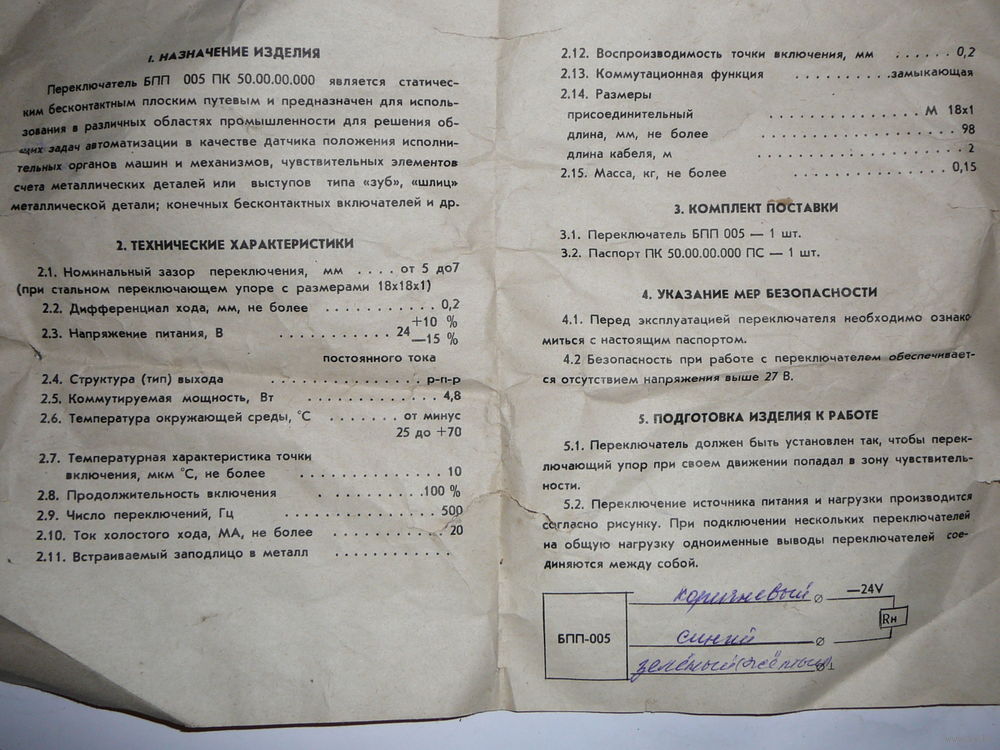 1. НАЗНАЧЕНИЕ ИЗДЕЛИЯ
Переключатель БПП 005 ПК 50.00.00.000 является статичес-
ким бесконтактным плоским путевым и предназначен для исполь-
зования в различных областях промышленности для решения об-
щих задач автоматизации в качестве датчика положения исполни-
тельных органов машин и механизмов, чувствительных элементов
счета металлических деталей или выступов типа «зуб», «шлиц»
металлической детали; конечных бесконтактных включателей и др.
2. ТЕХНИЧЕСКИЕ ХАРАКТЕРИСТИКИ
2.1. Номинальный зазор переключения, мм . . . . от 5 до7
(при стальном переключающем упоре с размерами 18х18х1)
2.2. Дифференциал хода, мм, не более . . . . . . . . . . . 0,2
2.3. Напряжение питания, В . . . . . . . . . . . 24 +10 % —15 %
постоянного тока
2.4. Структура (тип) выхода . . . . . . . . . . . . . . р-п-р
2.5. Коммутируемая мощность, Вт . . . . . . . . . . . . 4,8
2.6. Температура окружающей среды, °С . . . . . . . от минус
25 до +70
2.7. Температурная характеристика точки
включения, мкм °С, не более . . . . . . . . . . . . 10
2.8. Продолжительность включения . . . . . . . . . .100 %
2.9. Число переключений, Гц . . . . . . . . . . . . . 500
2.10. Ток холостого хода, МА, не более . . . . . . . . . . 20
2.11. Встраиваемый заподлицо в металл . . . . . . . . . . .
2.12. Воспроизводимость точки включения, мм . . . . . . 0,2
2.13. Коммутационная функция . . . . . . . . . .замыкающая
2.14. Размеры
присоединительный . . . . . . . . . . . . . . . М 18х1
длина, мм, не более . . . . . . . . . . . . . . . . . 98
длина кабеля, м . . . . . . . . . . . . . . . . . . 2
2.15. Масса, кг, не более . . . . . . . . . . . . . . 0,15
3. КОМПЛЕКТ ПОСТАВКИ
3.1. Переключатель БПП 005 — 1 шт.
3.2. Паспорт ПК 50.00.00.000 ПС — 1 шт.
4. УКАЗАНИЕ МЕР БЕЗОПАСНОСТИ
4.1. Перед эксплуатацией переключателя необходимо ознако
миться с настоящим паспортом.
4.2 Безопасность при работе с переключателем обеспечивает-
ся отсутствием напряжения выше 27 В.
5. ПОДГОТОВКА ИЗДЕЛИЯ К РАБОТЕ
5.1. Переключатель должен быть установлен так, чтобы перек-
лючающий упор при своем движении попадал в зону чувствитель-
ности.
5.2. Переключение источника питания и нагрузки производится
согласно рисунку. При подключении нескольких переключателей
на общую нагрузку одноименные выводы переключателей сое-
диняются между собой.
коричневый —24V
Rн
БПП-005
синий
зелёный (жёлтый)